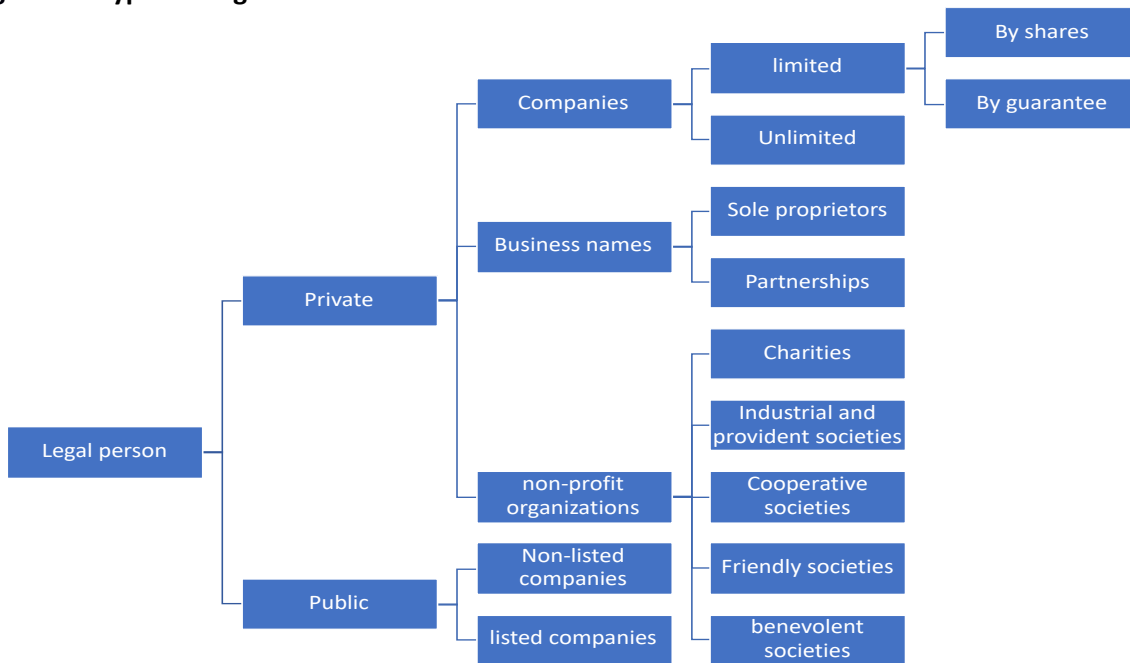 By shares
limited
Companies
By guarantee
Unlimited
Sole proprietors
Business names
Partnerships
Private
Charities
Industrial and
provident societies
Legal person
non-profit
organizations
Cooperative
societies
Non-listed
companies
Friendly societies
Public
listed companies
benevolent
societies